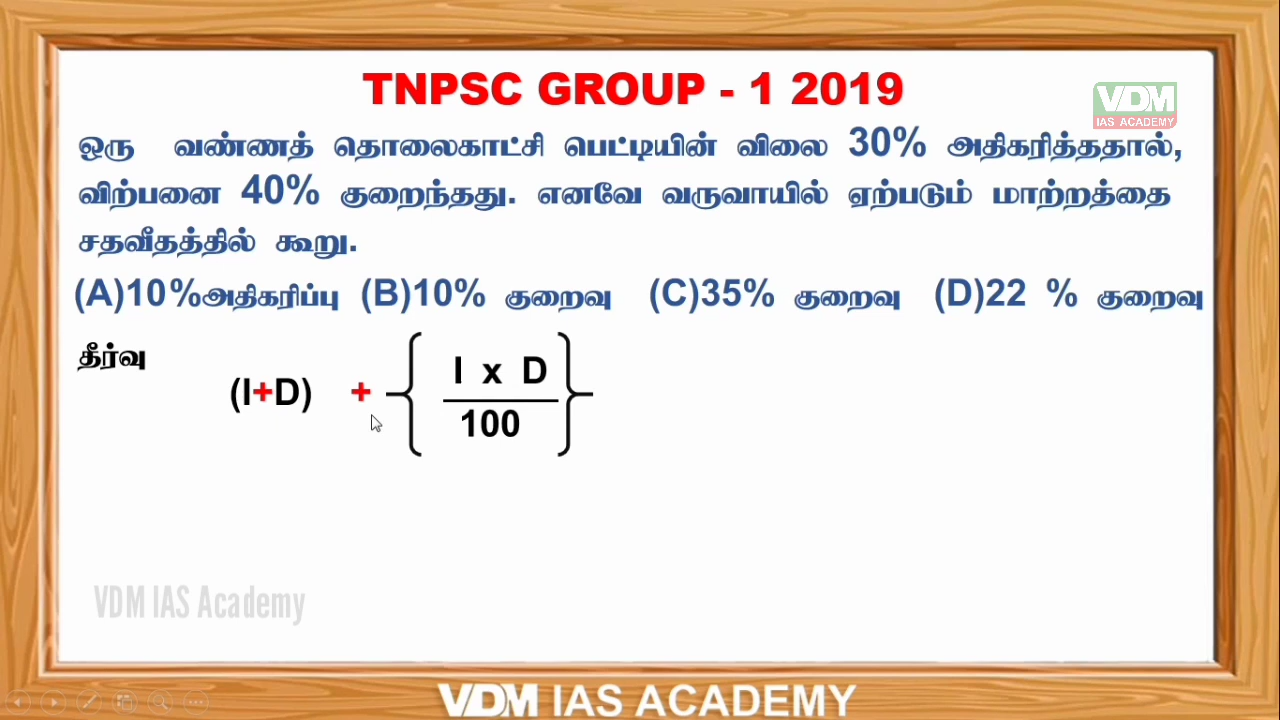 TNPSC GROUP - 1 2019
VDM
IAS ACADEMY
ஒரு வண்ணத் தொலைகாட்சி பெட்டியின் விலை 30% அதிகரித்ததால்,
விற்பனை 40% குறைந்தது. எனவே வருவாயில் ஏற்படும் மாற்றத்தை
சதவீதத்தில் கூறு.
(A)10%அதிகரிப்பு (B)10% குறைவு (C)35% குறைவு (D)22 % குறைவு
தீர்வு
(I+D) + { I x D
100 }
VDM IAS Academy
VDM IAS ACADEMY